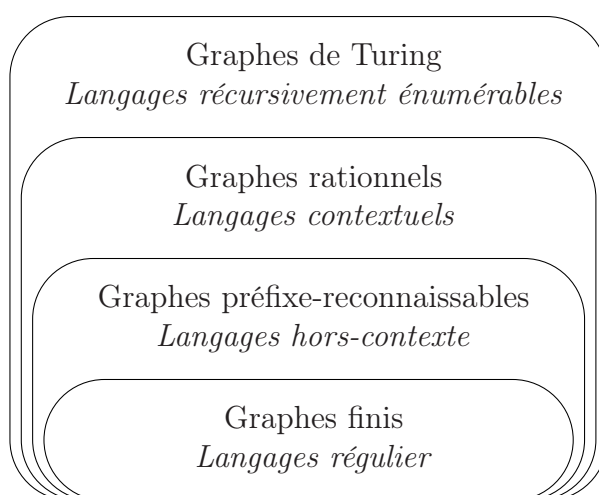 Graphes de Turing
Langages récursivement énumérables
Graphes rationnels
Langages contextuels
Graphes préfixe-reconnaissables
Langages hors-contexte
Graphes finis
Langages régulier